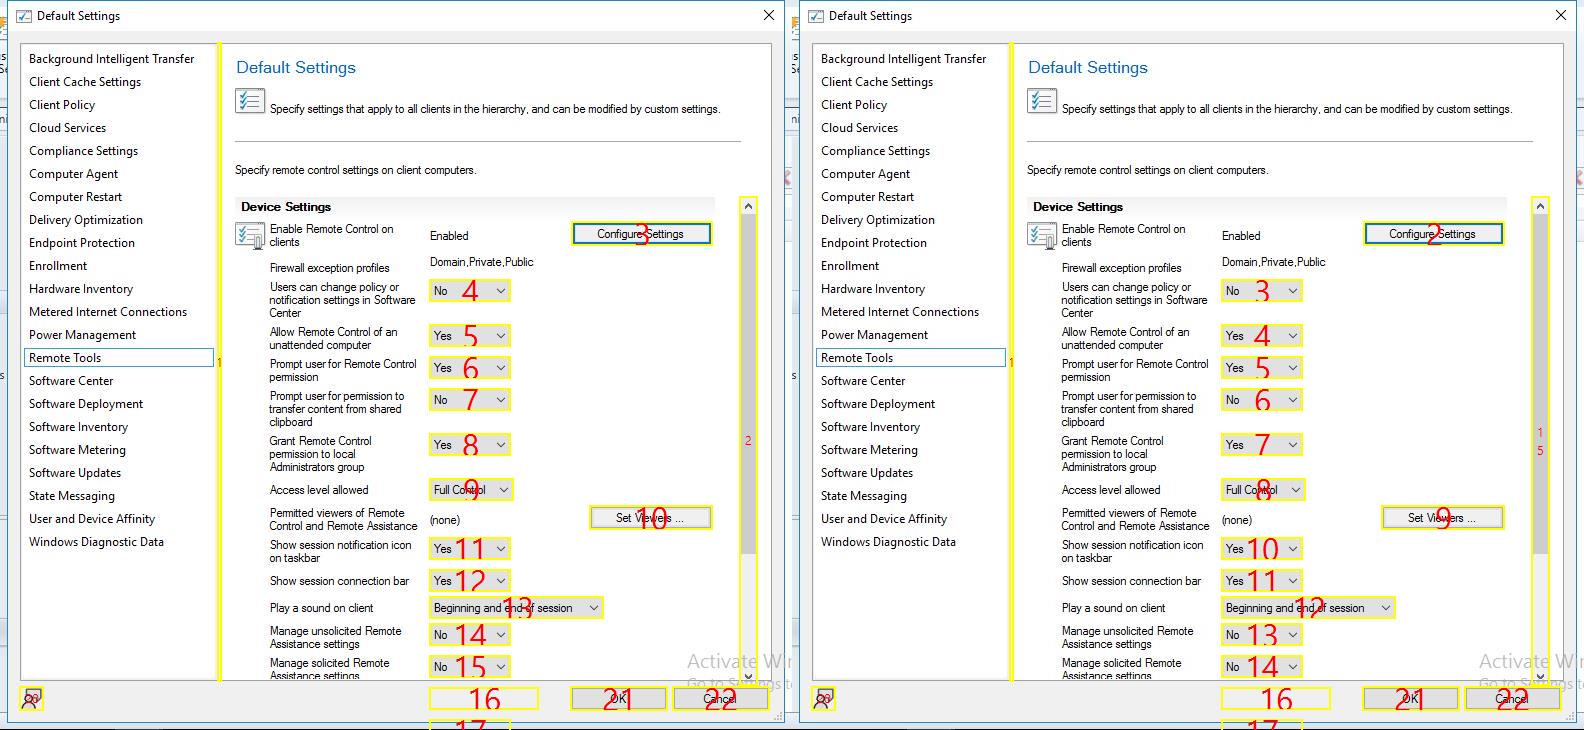 Default Settings
Background Intelligent Transfer
Client Cache Settings
Client Policy
Cloud Services
Compliance Settings
Computer Agent
Computer Restart
Delivery Optimization
Endpoint Protection
Enrollment
Hardware Inventory
Metered Internet Connections
Power Management
Remote Tools
Software Center
Software Deployment
Software Inventory
Software Metering
Software Updates
State Messaging
User and Device Affinity
Windows Diagnostic Data
1
Default Settings
Specify settings that apply to all clients in the hierarchy, and can be modified by custom settings.
Specify remote control settings on client computers.
Device Settings
Enable Remote Control on
clients
Enabled
Configure Settings
3
Firewall exception profiles
Domain,Private,Public
Users can change policy or
notification settings in Software
Center
No 4
Allow Remote Control of an
unattended computer
Yes 5
Prompt user for Remote Control
permission
Yes 6
Prompt user for permission to
transfer content from shared
clipboard
No 7
Grant Remote Control
permission to local
Administrators group
Yes 8
2
Access level allowed
Full Control
9
Permitted viewers of Remote
Control and Remote Assistance
(none)
Set Viewers ...
10
Show session notification icon
on taskbar
Yes 11
Show session connection bar
Yes 12
Play a sound on client
Beginning and end of session
13
Manage unsolicited Remote
Assistance settings
No 14
Manage solicited Remote
Assistance settings
No 15
Activate Wi
Go to Settings t
16
OK
21
Cancel
22
17
Default Settings
Background Intelligent Transfer
Client Cache Settings
Client Policy
Cloud Services
Compliance Settings
Computer Agent
Computer Restart
Delivery Optimization
Endpoint Protection
Enrollment
Hardware Inventory
Metered Internet Connections
Power Management
Remote Tools
Software Center
Software Deployment
Software Inventory
Software Metering
Software Updates
State Messaging
User and Device Affinity
Windows Diagnostic Data
1
Default Settings
Specify settings that apply to all clients in the hierarchy, and can be modified by custom settings.
Specify remote control settings on client computers.
Device Settings
Enable Remote Control on
clients
Enabled
Configure Settings
2
Firewall exception profiles
Domain,Private,Public
Users can change policy or
notification settings in Software
Center
No 3
Allow Remote Control of an
unattended computer
Yes 4
Prompt user for Remote Control
permission
Yes 5
Prompt user for permission to
transfer content from shared
clipboard
No 6
Grant Remote Control
permission to local
Administrators group
Yes 7
1
5
Access level allowed
Full Control
8
Permitted viewers of Remote
Control and Remote Assistance
(none)
Set Viewers ...
9
Show session notification icon
on taskbar
Yes 10
Show session connection bar
Yes 11
Play a sound on client
Beginning and end of session
12
Manage unsolicited Remote
Assistance settings
No 13
Manage solicited Remote
Assistance settings
No 14
Activate Wi
Go to Settings to
16
OK
21
Cancel
22
17